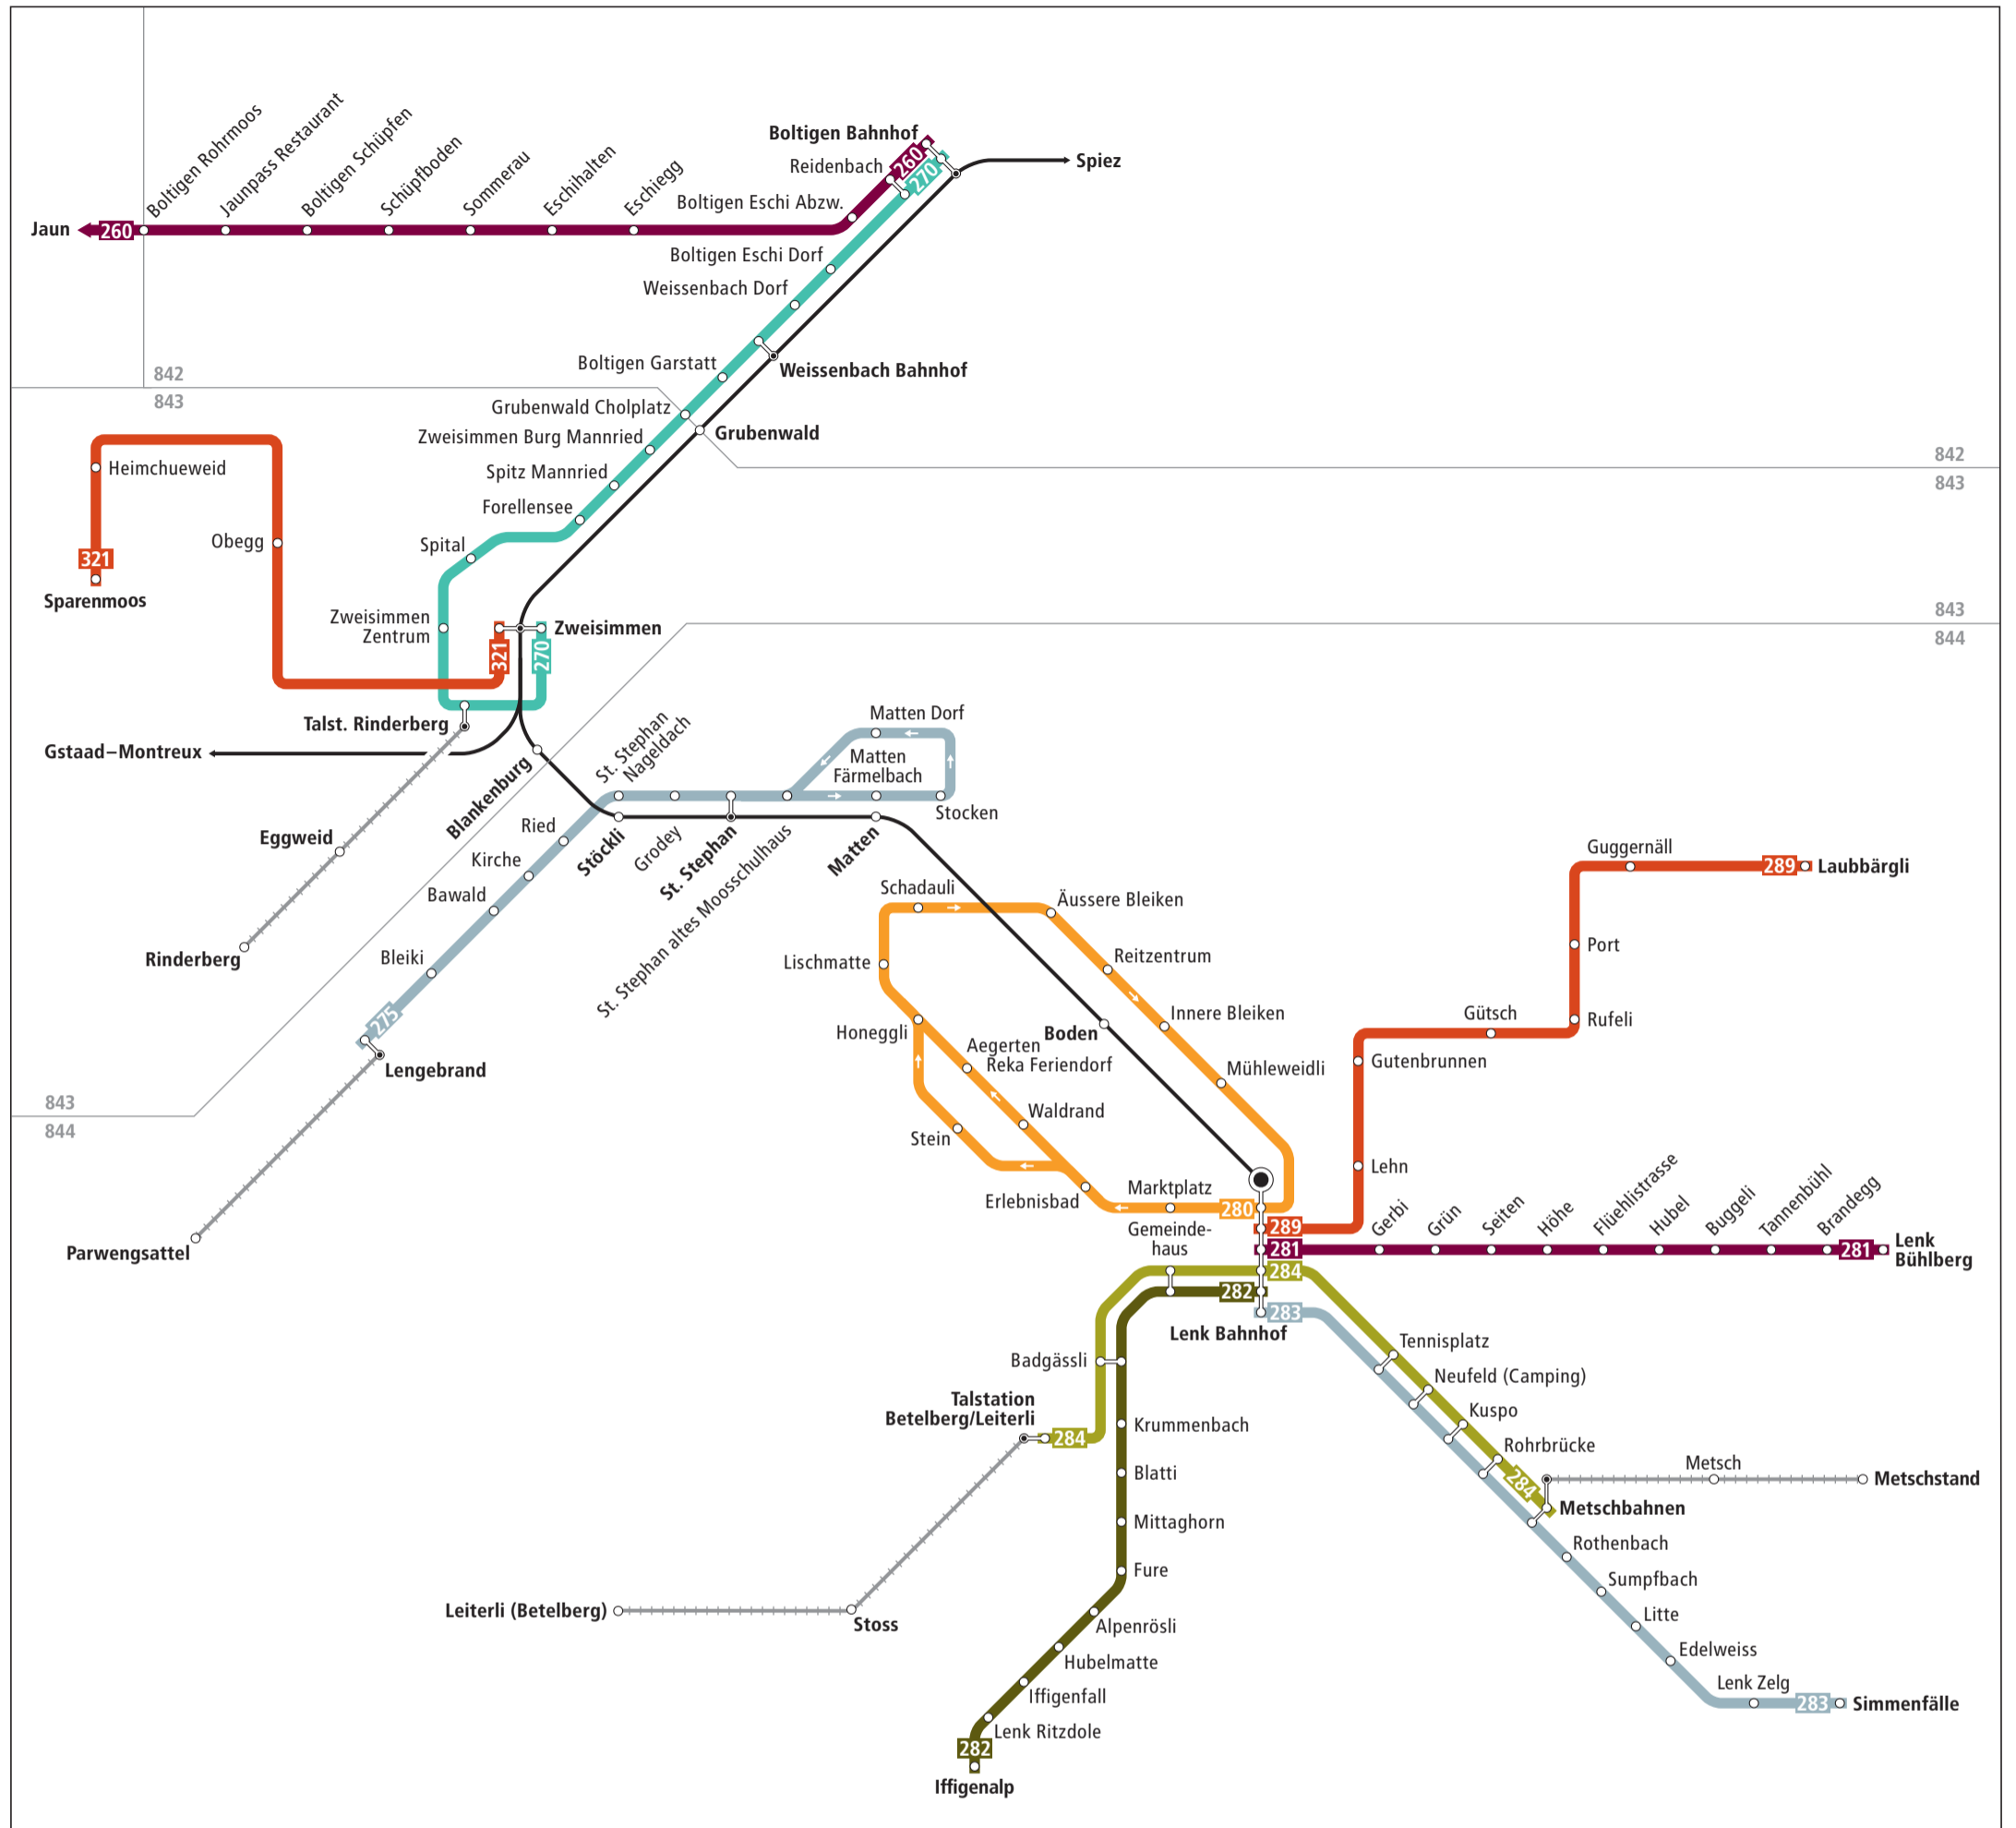 Boltigen Rohrmoos
Jaunpass Restaurant
Boltigen Schüpfen
Schüpfboden
Sommerau
Eschihalten
Eschiegg
Boltigen Bahnhof
Reidenbach
Boltigen Eschi Abzw.
260
270
Spiez
Jaun
260
Boltigen Eschi Dorf
Weissenbach Dorf
Weissenbach Bahnhof
Boltigen Garstatt
842
843
Grubenwald Cholplatz
Grubenwald
Zweisimmen Burg Mannried
842
843
Heimchueweid
Spitz Mannried
Forellensee
Obegg
Spital
321
Sparenmoos
Zweisimmen
Zentrum
Zweisimmen
321
270
843
844
Talst. Rinderberg
Gstaad–Montreux
Blankenburg
Eggweid
Rinderberg
St. Stephan
Nageldach
Matten Dorf
Matten
Färmelbach
Stocken
Ried
Kirche
Bawald
Bleiki
275
Lengebrand
Stöckli
Grodey
St. Stephan
St. Stephan altes Moosschulhaus
Matten
843
844
Parwengsattel
Schadauli
Äussere Bleiken
Lischmatte
Reitzentrum
Honeggli
Innere Bleiken
Boden
Aegerten
Reka Feriendorf
Mühleweidli
Waldrand
Stein
Erlebnisbad
Marktplatz
280
Guggernäll
289
Laubbärgli
Port
Gütsch
Rufeli
Gutenbrunnen
Lehn
289
Gemeinde-
haus
281
Gerbi
Grün
Seiten
Höhe
Flüehlistrasse
Hubel
Buggeli
Tannenbühl
Brandegg
281
Lenk
Bühlberg
284
282
283
Lenk Bahnhof
Badgässli
Talstation
Betelberg/Leiterli
284
Tennisplatz
Neufeld (Camping)
Kuspo
Rohrbrücke
284
Metsch
Metschstand
Metschbahnen
Krummenbach
Blatti
Mittaghorn
Fure
Rothenbach
Sumpfbach
Litte
Edelweiss
Lenk Zelg
283
Simmenfälle
Leiterli (Betelberg)
Stoss
Alpenrösli
Hubelmatte
Iffigenfall
Lenk Ritzdole
282
Iffigenalp